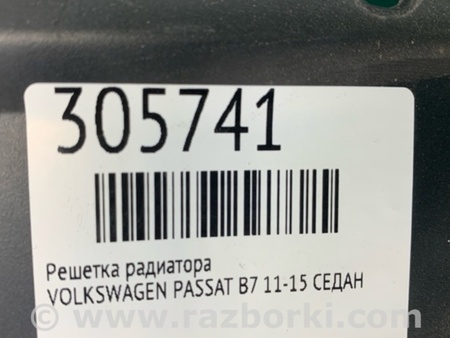 305741
Решетка радиатора
VOLKSWAGEN PASSAT B7 11-15 СЕДАН
www.razborki.com